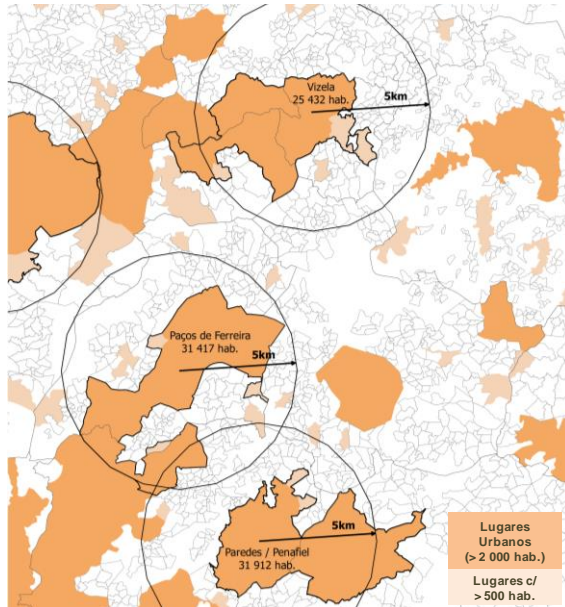 Vizela
25 432 hab.
5km
Paços de Ferreira
31 417 hab.
5km
5km
Paredes / Penafiel
31 912 hab.
Lugares
Urbanos
(> 2 000 hab.)
Lugares c/
> 500 hab.